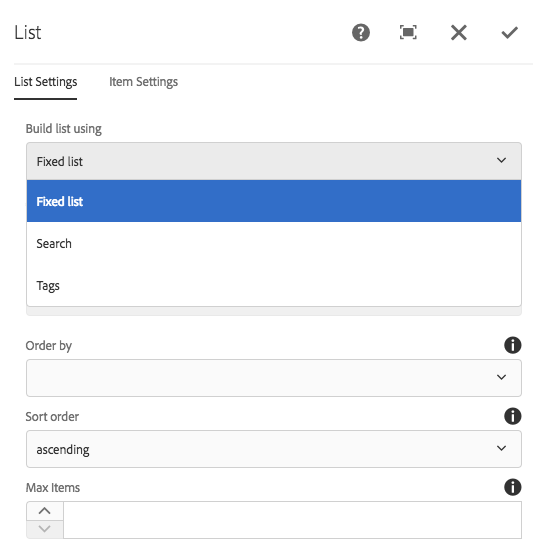 List
List Settings Item Settings
Build list using
Fixed list
Fixed list
Search
Tags
Order by
Sort order
ascending
Max Items